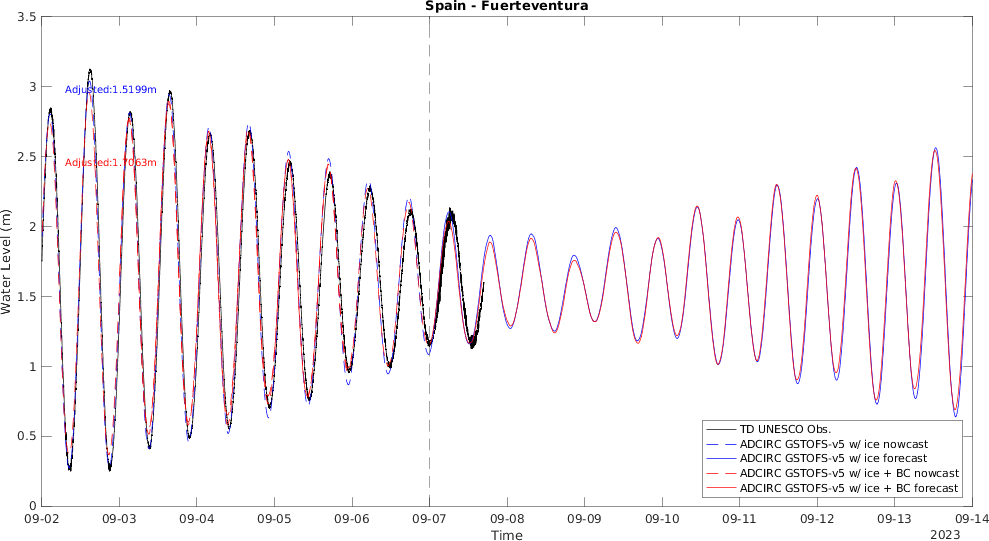 Spain - Fuerteventura
3.5
3
2.5
2
1.5
1
0.5
0
Water Level (m)
Adjusted:1.5199m
Adjusted:1.7063m
TD UNESCO Obs.
ADCIRC GSTOFS-v5 w/ ice nowcast
ADCIRC GSTOFS-v5 w/ ice forecast
ADCIRC GSTOFS-v5 w/ ice + BC nowcast
ADCIRC GSTOFS-v5 w/ ice + BC forecast
09-02 09-03 09-04 09-05 09-06 09-07 09-08 09-09 09-10 09-11 09-12 09-13 09-14
Time
2023